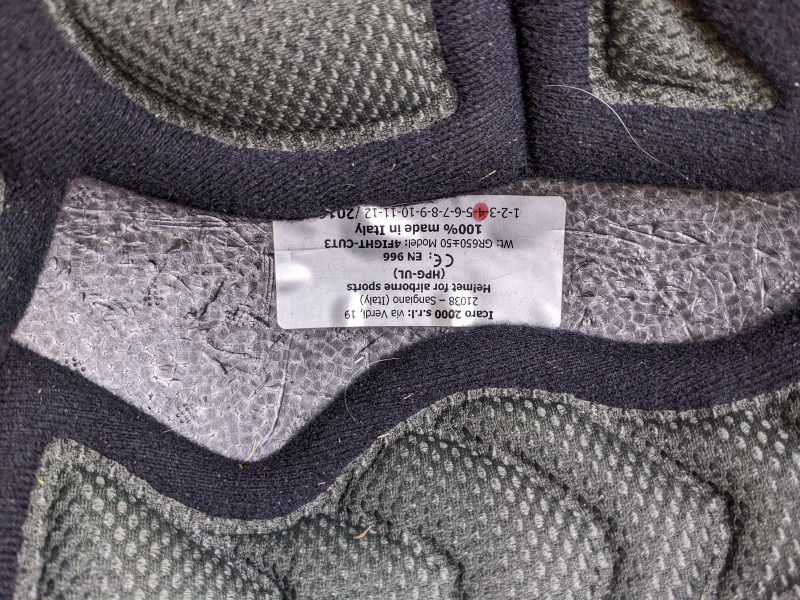 Icaro 2000 s.r.l: via Verdi, 19
21038 – Sangiano (Italy)
Helmet for airborne sports
(HPG-UL)
CE: EN 966
Wt: GR650±50 Model: 4FIGHT-CUT3
100% made in Italy
1-2-3-4-5-6-7-8-9-10-11-12 /